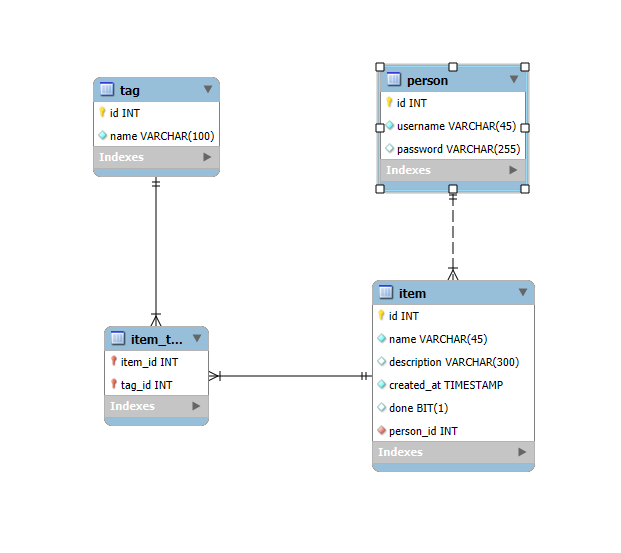 tag
id INT
name VARCHAR(100)
Indexes
person
id INT
username VARCHAR(45)
password VARCHAR(255)
Indexes
item_t...
item_id INT
tag_id INT
Indexes
item
id INT
name VARCHAR(45)
description VARCHAR(300)
created_at TIMESTAMP
done BIT(1)
person_id INT
Indexes